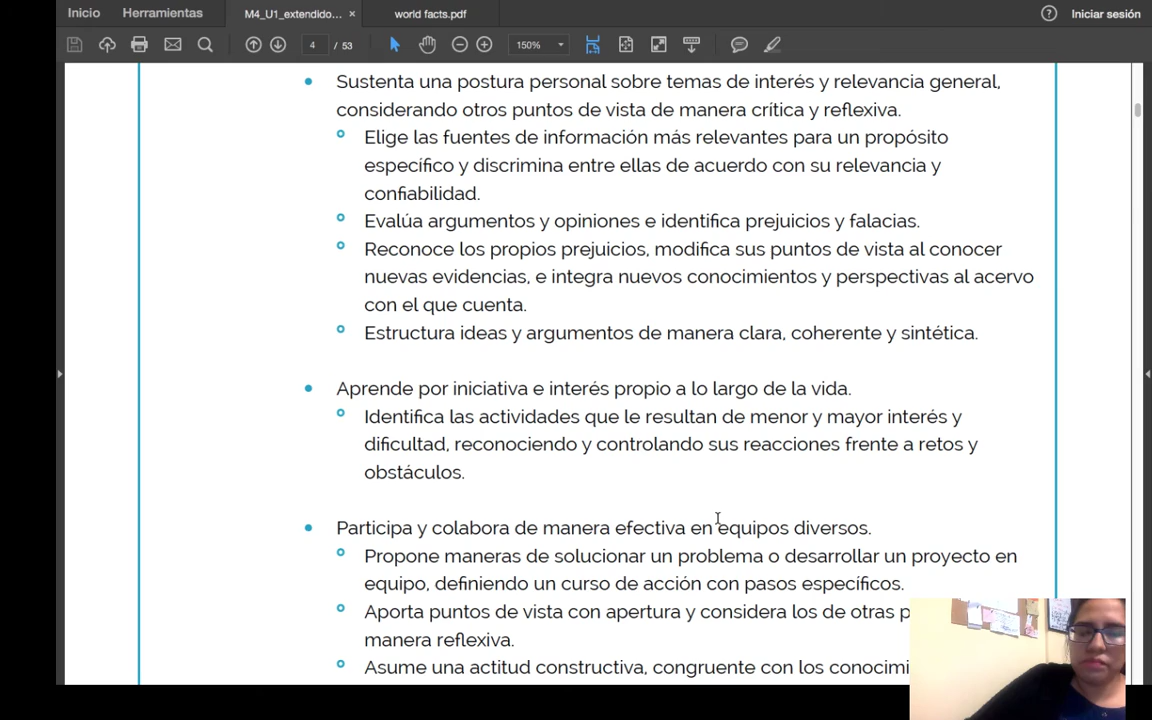 Inicio Herramientas M4_U1_extendido... × world facts.pdf ? Iniciar sesión
4 / 53 150%
Sustenta una postura personal sobre temas de interés y relevancia general,
considerando otros puntos de vista de manera crítica y reflexiva.
Elige las fuentes de información más relevantes para un propósito
específico y discrimina entre ellas de acuerdo con su relevancia y
confiabilidad.
Evalúa argumentos y opiniones e identifica prejuicios y falacias.
Reconoce los propios prejuicios, modifica sus puntos de vista al conocer
nuevas evidencias, e integra nuevos conocimientos y perspectivas al acervo
con el que cuenta.
Estructura ideas y argumentos de manera clara, coherente y sintética.
Aprende por iniciativa e interés propio a lo largo de la vida.
Identifica las actividades que le resultan de menor y mayor interés y
dificultad, reconociendo y controlando sus reacciones frente a retos y
obstáculos.
Participa y colabora de manera efectiva en equipos diversos.
Propone maneras de solucionar un problema o desarrollar un proyecto en
equipo, definiendo un curso de acción con pasos específicos.
Aporta puntos de vista con apertura y considera los de otras
manera reflexiva.
Asume una actitud constructiva, congruente con los